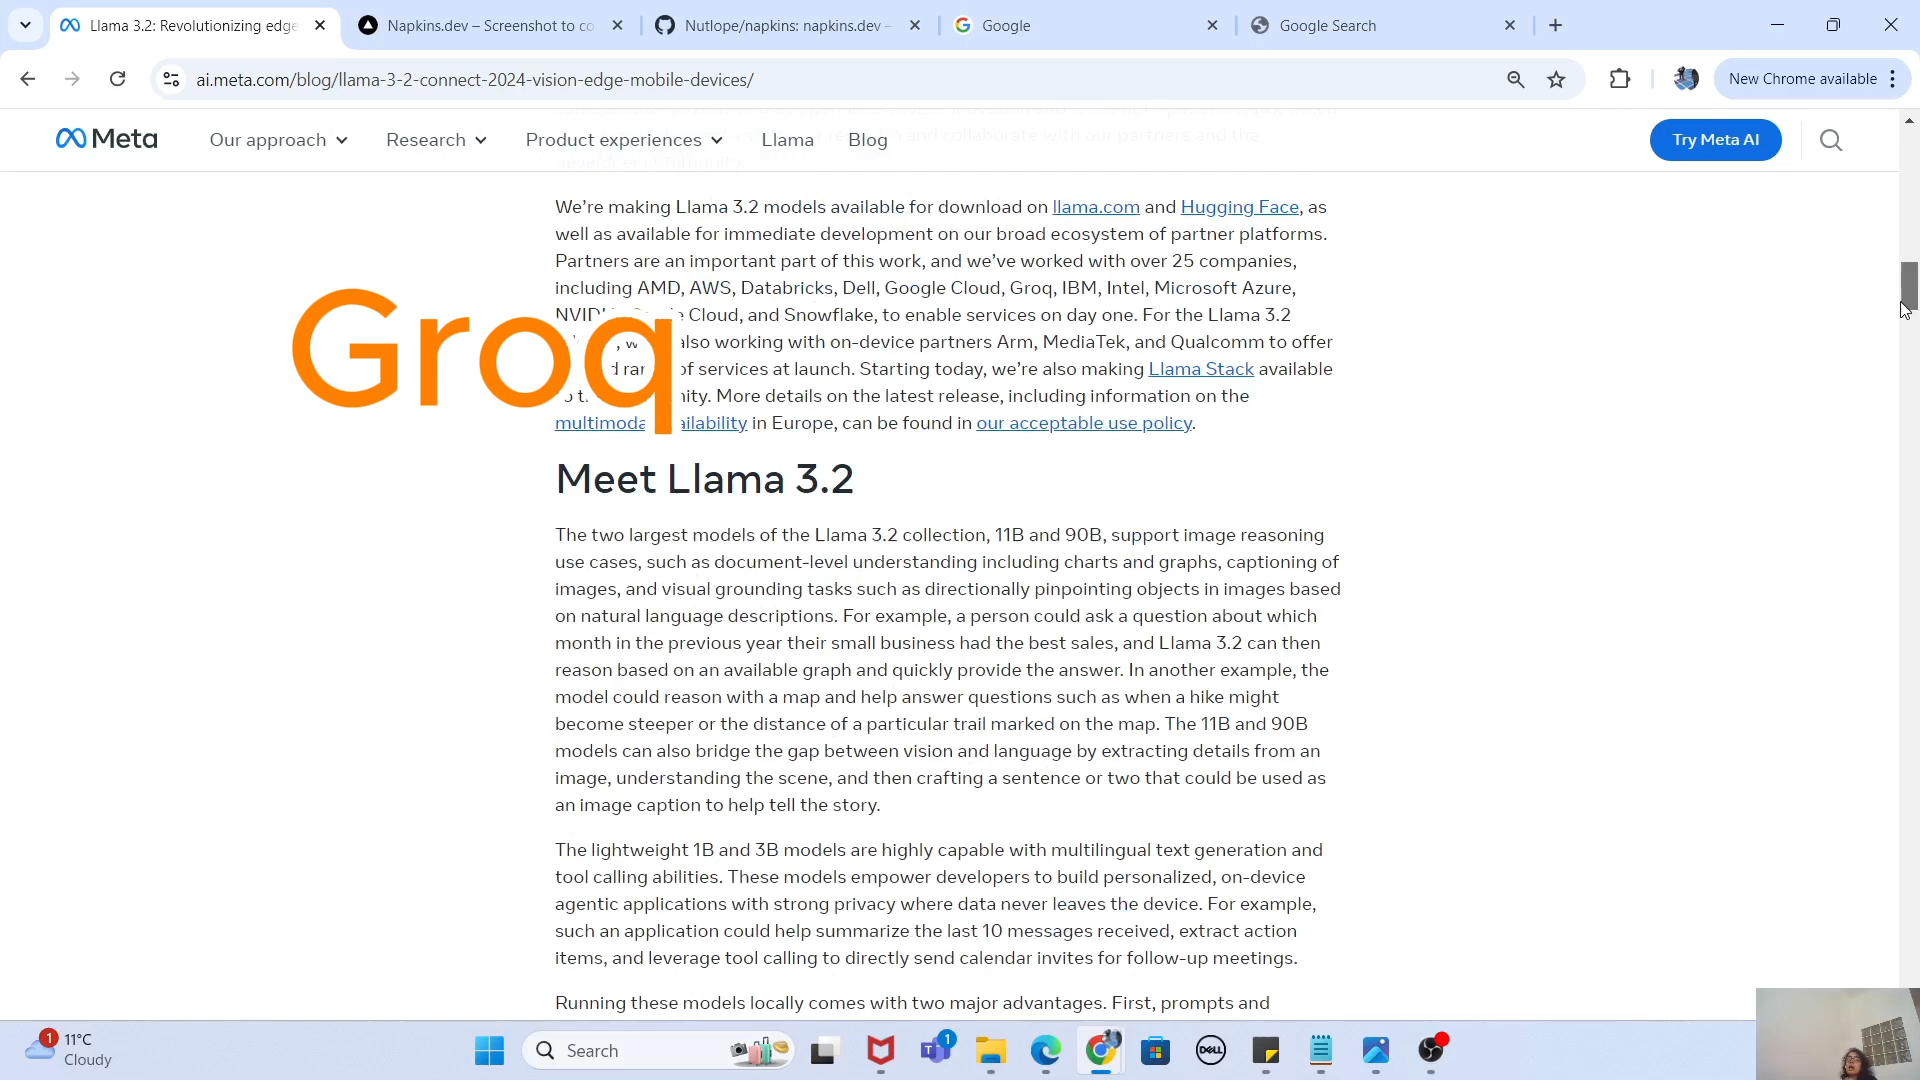 Llama 3.2: Revolutionizing edge
Napkins.dev – Screenshot to co
Nutlope/napkins: napkins.dev –
Google
Google Search
ai.meta.com/blog/llama-3-2-connect-2024-vision-edge-mobile-devices/
New Chrome available
Meta
Our approach
Research
Product experiences
Llama
Blog
Try Meta AI
and collaborate with our partners and the
We’re making Llama 3.2 models available for download on llama.com and Hugging Face, as
well as available for immediate development on our broad ecosystem of partner platforms.
Partners are an important part of this work, and we’ve worked with over 25 companies,
including AMD, AWS, Databricks, Dell, Google Cloud, Groq, IBM, Intel, Microsoft Azure,
Cloud, and Snowflake, to enable services on day one. For the Llama 3.2
also working with on-device partners Arm, MediaTek, and Qualcomm to offer
of services at launch. Starting today, we’re also making Llama Stack available
More details on the latest release, including information on the
in Europe, can be found in our acceptable use policy.
Groq
Meet Llama 3.2
The two largest models of the Llama 3.2 collection, 11B and 90B, support image reasoning
use cases, such as document-level understanding including charts and graphs, captioning of
images, and visual grounding tasks such as directionally pinpointing objects in images based
on natural language descriptions. For example, a person could ask a question about which
month in the previous year their small business had the best sales, and Llama 3.2 can then
reason based on an available graph and quickly provide the answer. In another example, the
model could reason with a map and help answer questions such as when a hike might
become steeper or the distance of a particular trail marked on the map. The 11B and 90B
models can also bridge the gap between vision and language by extracting details from an
image, understanding the scene, and then crafting a sentence or two that could be used as
an image caption to help tell the story.
The lightweight 1B and 3B models are highly capable with multilingual text generation and
tool calling abilities. These models empower developers to build personalized, on-device
agentic applications with strong privacy where data never leaves the device. For example,
such an application could help summarize the last 10 messages received, extract action
items, and leverage tool calling to directly send calendar invites for follow-up meetings.
Running these models locally comes with two major advantages. First, prompts and
1
11°C
Cloudy
Search
1
DELL